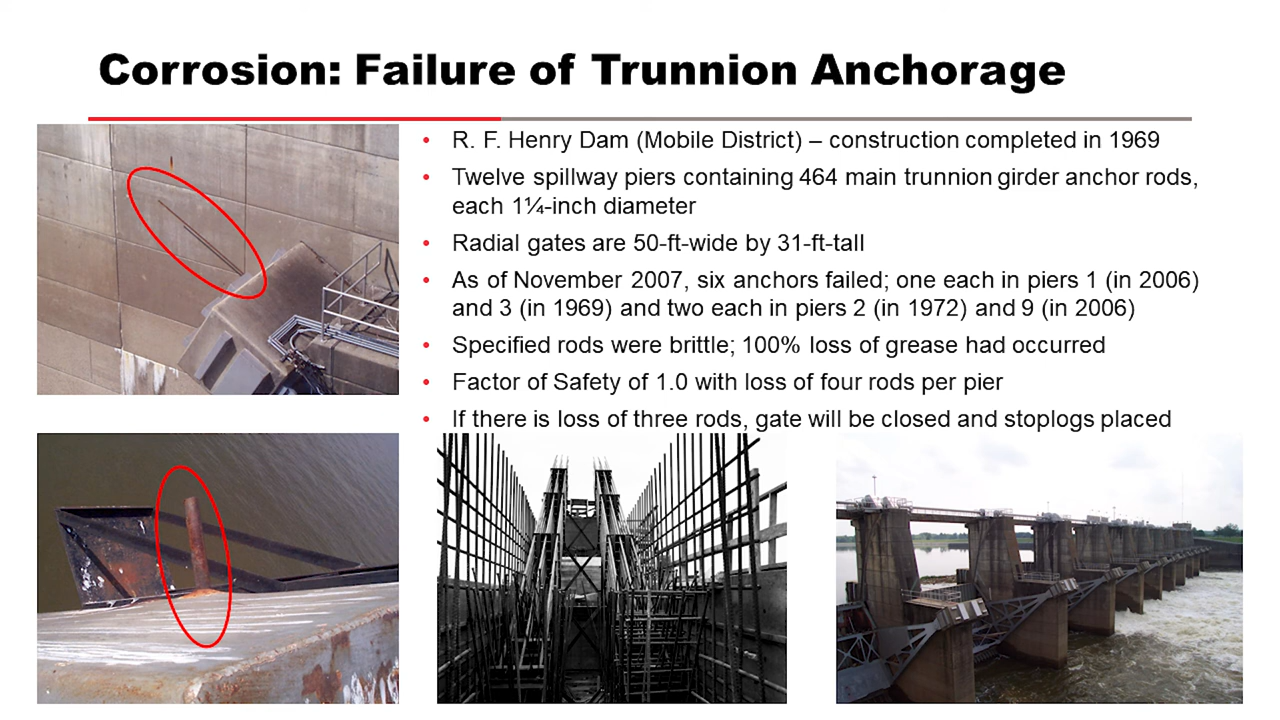 Corrosion: Failure of Trunnion Anchorage
• R. F. Henry Dam (Mobile District) – construction completed in 1969
• Twelve spillway piers containing 464 main trunnion girder anchor rods,
each 1¼-inch diameter
• Radial gates are 50-ft-wide by 31-ft-tall
• As of November 2007, six anchors failed; one each in piers 1 (in 2006)
and 3 (in 1969) and two each in piers 2 (in 1972) and 9 (in 2006)
• Specified rods were brittle; 100% loss of grease had occurred
• Factor of Safety of 1.0 with loss of four rods per pier
• If there is loss of three rods, gate will be closed and stoplogs placed